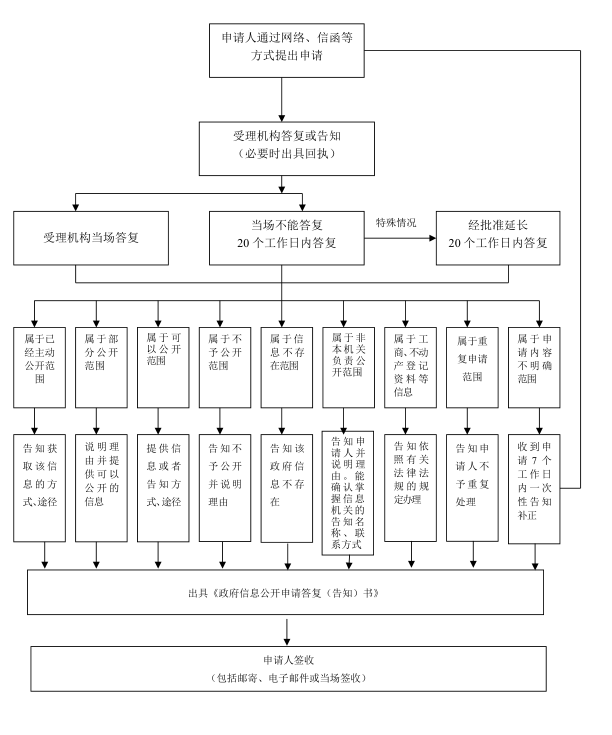 申请人通过网络、信函等
方式提出申请
受理机构答复或告知
（必要时出具回执）
受理机构当场答复
当场不能答复
20 个工作日内答复
特殊情况
经批准延长
20 个工作日内答复
属于已
经主动
公开范
围
属于部
分公开
范围
属于可
以公开
范围
属于不
予公开
范围
属于信
息不存
在范围
属于非
本机关
负责公
开范围
属于工
商、不动
产登记
资料等
信息
属于重
复申请
范围
属于申
请内容
不明确
范围
告知获
取该信
息的方
式、途径
说明理
由并提
供可以
公开的
信息
提供信
息或者
告知方
式、途径
告知不
予公开
并说明
理由
告知该
政府信
息不存
在
告知申
请人并
说明理
由。能
确认掌
握信息
机关的
告知名
称、联
系方式
告知依
照有关
法律法
规的规
定办理
告知申
请人不
予重复
处理
收到申
请 7 个
工作日
内一次
性告知
补正
出具《政府信息公开申请答复（告知）书》
申请人签收
（包括邮寄、电子邮件或当场签收）